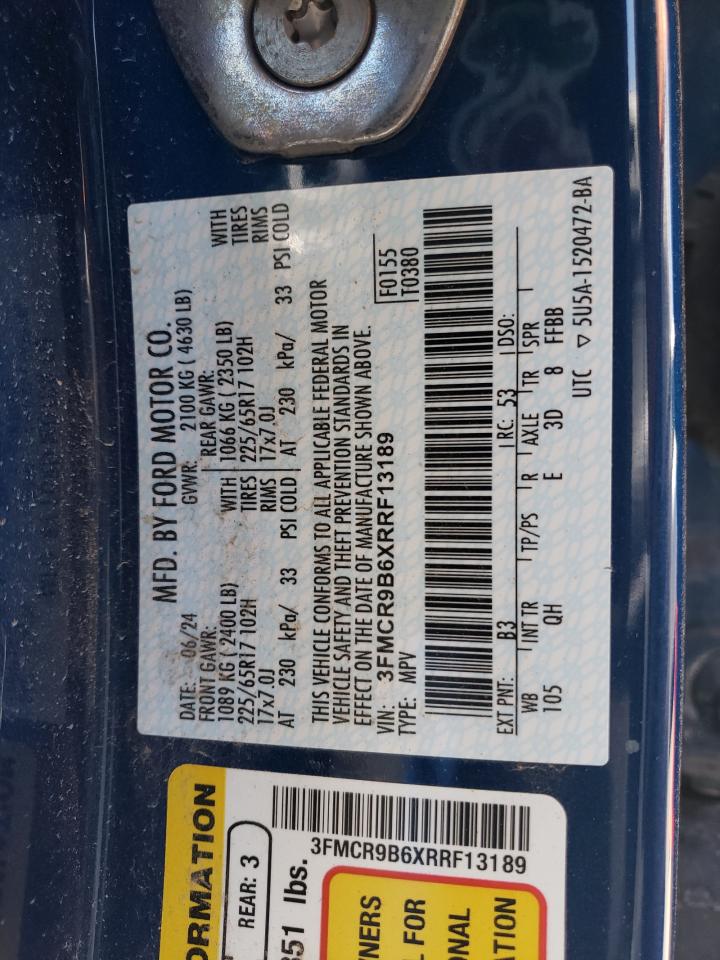 MFD. BY FORD MOTOR CO.
DATE: 06/24 GVWR: 2100 KG ( 4630 LB)
FRONT GAWR: REAR GAWR:
1089 KG ( 2400 LB) WITH 1066 KG ( 2350 LB) WITH
225/65R17 102H TIRES 225/65R17 102H TIRES
17x7.0J RIMS 17x7.0J RIMS
AT 230 kPa/ 33 PSI COLD AT 230 kPa/ 33 PSI COLD
THIS VEHICLE CONFORMS TO ALL APPLICABLE FEDERAL MOTOR
VEHICLE SAFETY AND THEFT PREVENTION STANDARDS IN
EFFECT ON THE DATE OF MANUFACTURE SHOWN ABOVE.
VIN: 3FMCR9B6XRRF13189 F0155
TYPE: MPV T0380
EXT PNT: B3 RC: 53 DSO:
WB INT TR TP/PS R AXLE TR SPR
105 QH E 3D 8 FFBB
UTC ▽ 5U5A-1520472-BA
ORMATION
REAR: 3
351 lbs.
3FMCR9B6XRRF13189
NERS
L FOR
ONAL
ATION